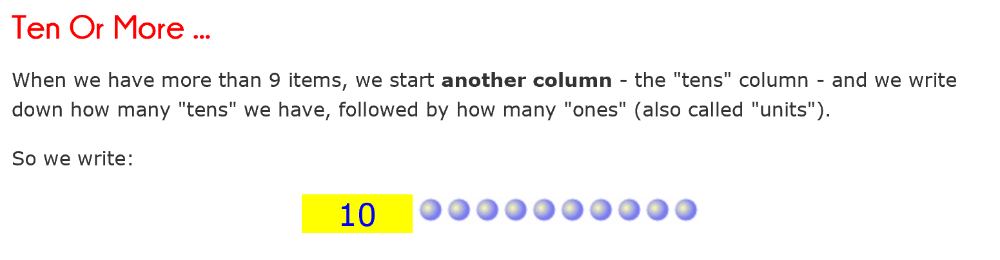 Ten Or More ...
When we have more than 9 items, we start another column - the "tens" column - and we write
down how many "tens" we have, followed by how many "ones" (also called "units").
So we write:
10